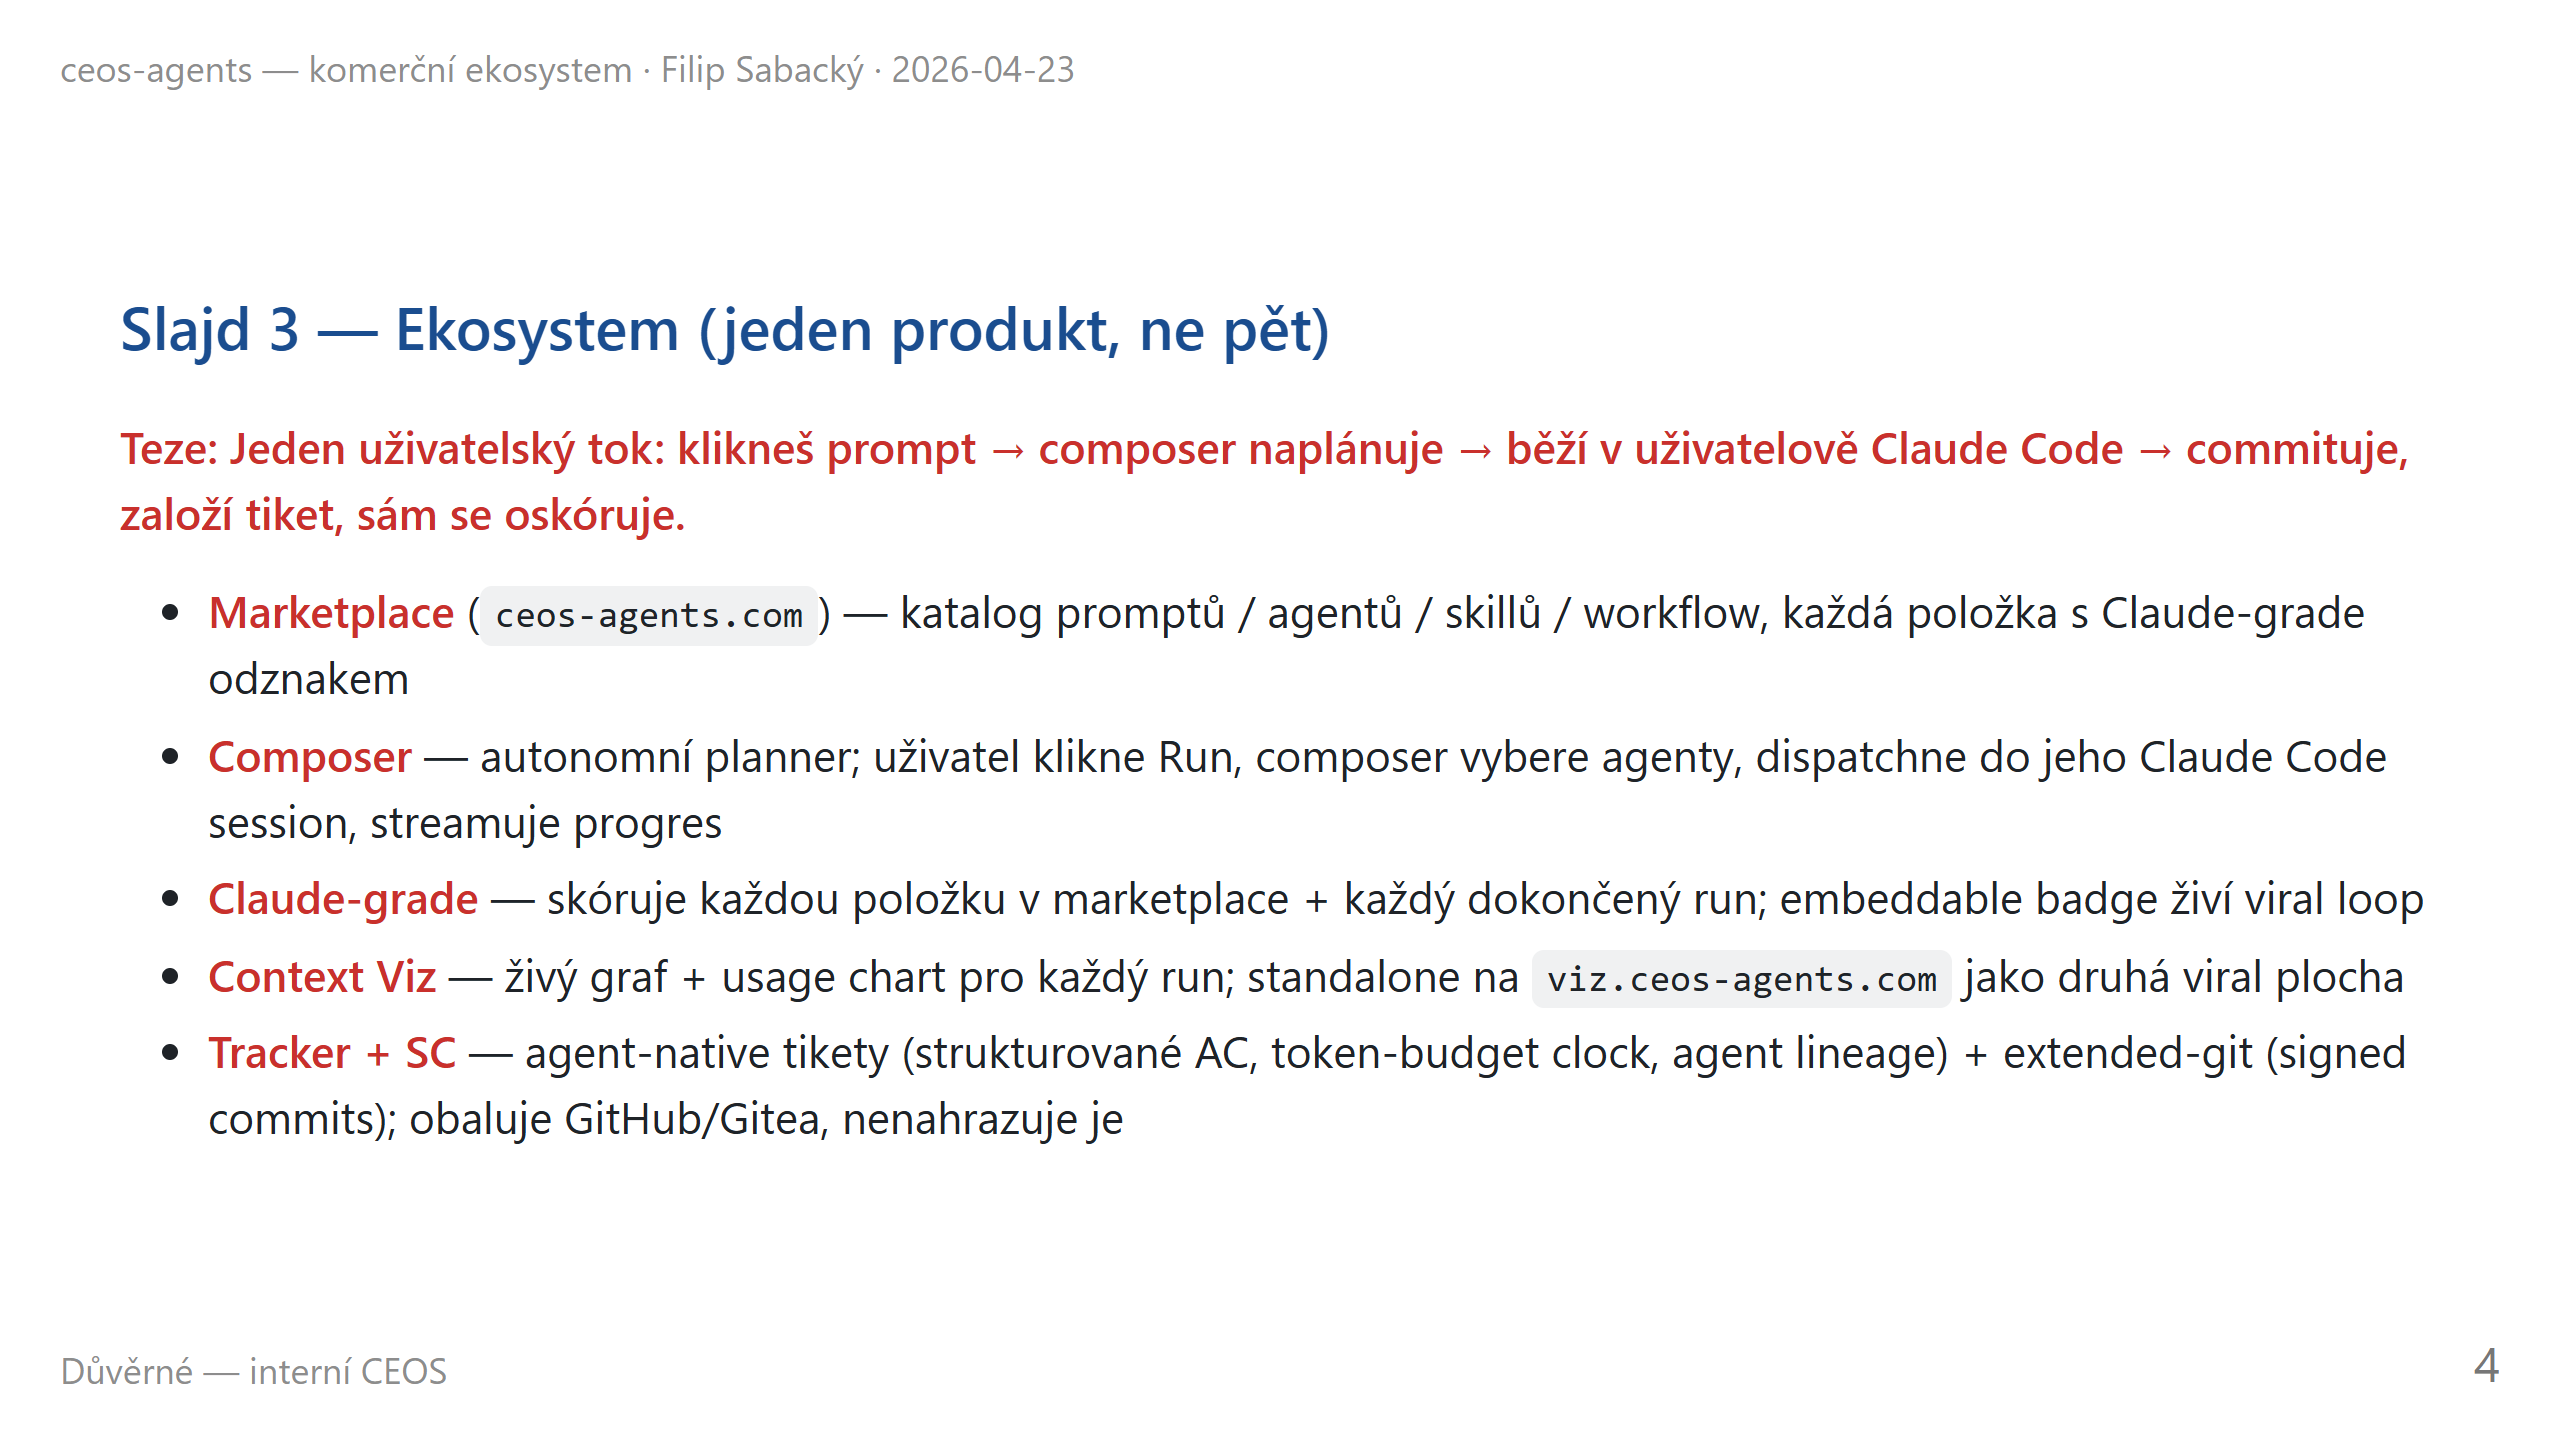 ceos-agents — komerční ekosystem · Filip Sabacký · 2026-04-23
Slajd 3 — Ekosystem (jeden produkt, ne pět)
Teze: Jeden uživatelský tok: klikneš prompt → composer naplánuje → běží v uživatelově Claude Code → commituje,
založí tiket, sám se oskóruje.
• Marketplace (ceos-agents.com) — katalog promptů / agentů / skillů / workflow, každá položka s Claude-grade
odznakem
• Composer — autonomní planner; uživatel klikne Run, composer vybere agenty, dispatchne do jeho Claude Code
session, streamuje progres
• Claude-grade — skóruje každou položku v marketplace + každý dokončený run; embeddable badge živí viral loop
• Context Viz — živý graf + usage chart pro každý run; standalone na viz.ceos-agents.com jako druhá viral plocha
• Tracker + SC — agent-native tikety (strukturované AC, token-budget clock, agent lineage) + extended-git (signed
commits); obaluje GitHub/Gitea, nenahrazuje je
Důvěrné — interní CEOS
4